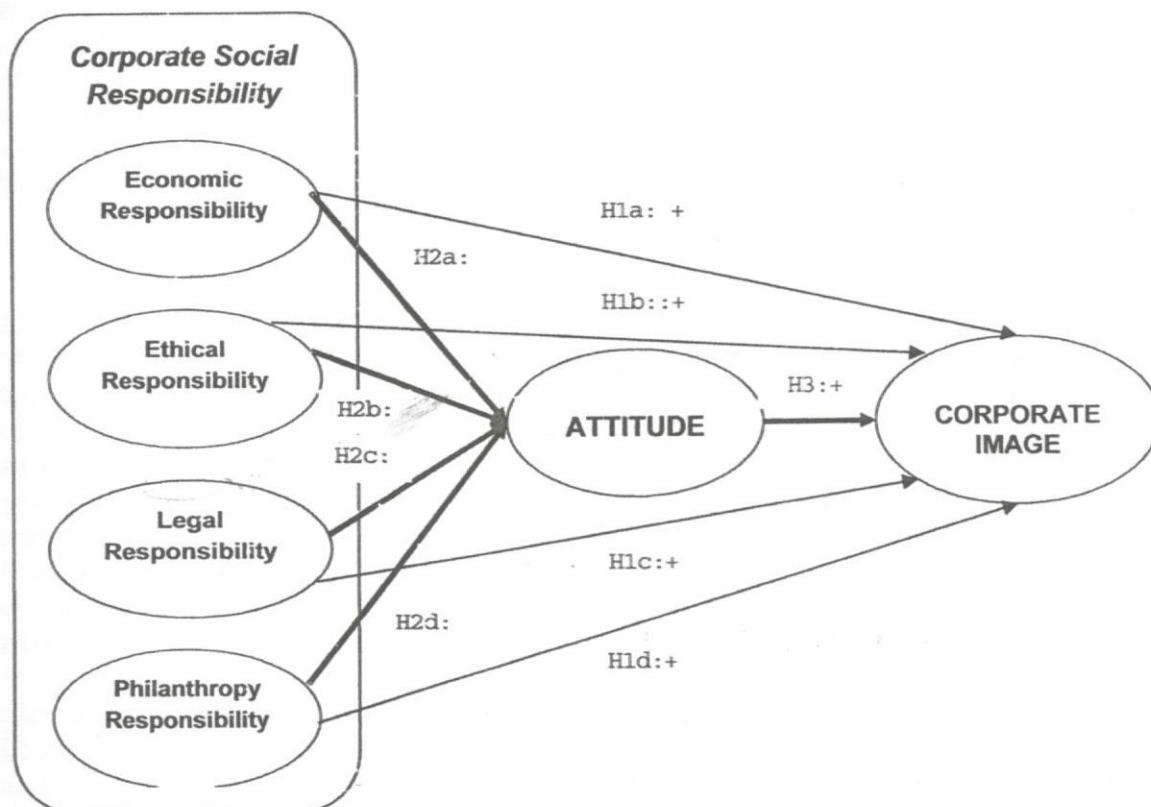 Corporate Social
Responsibility
Economic
Responsibility
H1a: +
H2a:
H1b::+
Ethical
Responsibility
H3:+
H2b:
ATTITUDE
CORPORATE
IMAGE
H2c:
Legal
Responsibility
H1c:+
H2d:
H1d:+
Philanthropy
Responsibility